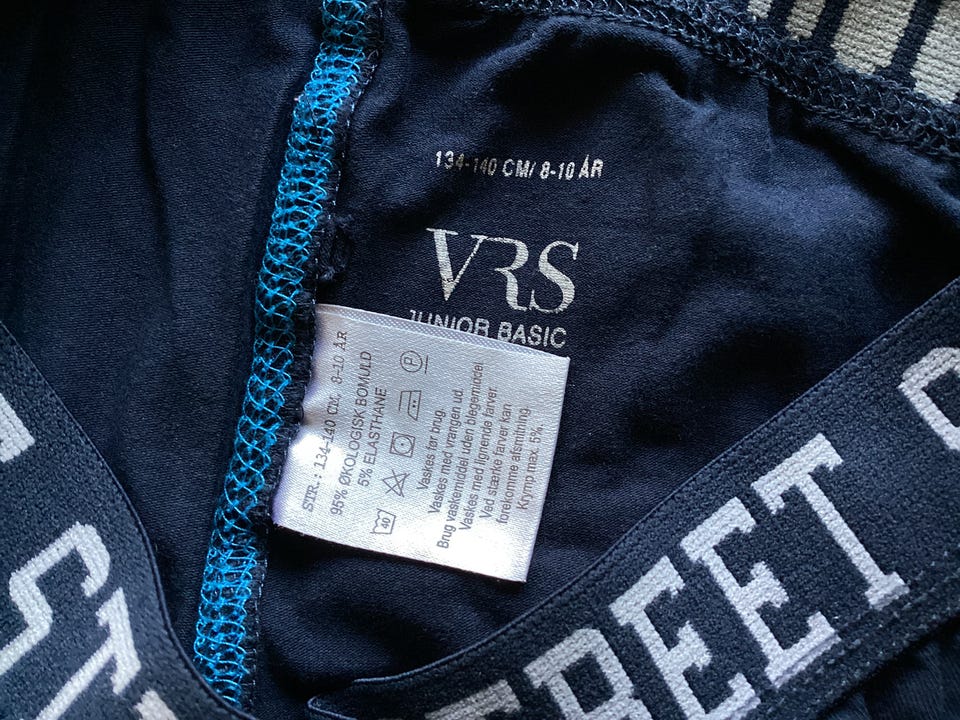 134-140 CM/ 8-10 ÅR
VRS
JUNIOR BASIC
STR.: 134-140 CM, 8-10 ÅR
95% ØKOLOGISK BOMULD
5% ELASTHANE
40
P
Vaskes før brug.
Vaskes med vrangen ud.
Brug vaskemiddel uden blegemiddel
Vaskes med lignende farver
Ved stærke farver kan
forekomme afsmitning
Krymp max. 5%
STREET